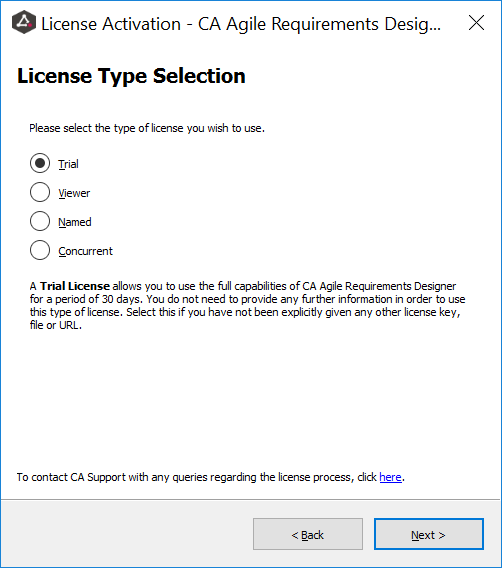 License Activation - CA Agile Requirements Desig...
License Type Selection
Please select the type of license you wish to use.
Trial
Viewer
Named
Concurrent
A Trial License allows you to use the full capabilities of CA Agile Requirements Designer
for a period of 30 days. You do not need to provide any further information in order to use
this type of license. Select this if you have not been explicitly given any other license key,
file or URL.
To contact CA Support with any queries regarding the license process, click here.
< Back
Next >